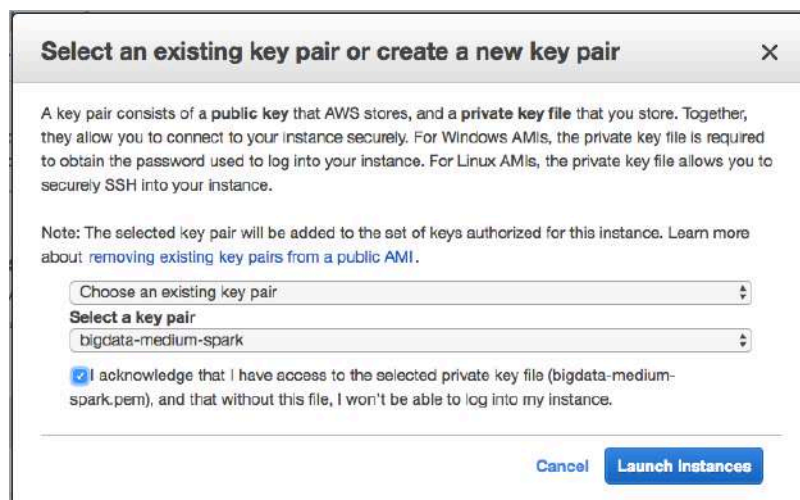 Select an existing key pair or create a new key pair
A key pair consists of a public key that AWS stores, and a private key file that you store. Together,
they allow you to connect to your instance securely. For Windows AMIs, the private key file is required
to obtain the password used to log into your instance. For Linux AMIs, the private key file allows you to
securely SSH into your instance.
Note: The selected key pair will be added to the set of keys authorized for this instance. Learn more
about removing existing key pairs from a public AMI.
Choose an existing key pair
Select a key pair
bigdata-medium-spark
I acknowledge that I have access to the selected private key file (bigdata-medium-
spark.pem), and that without this file, I won't be able to log into my instance.
Cancel Launch Instances